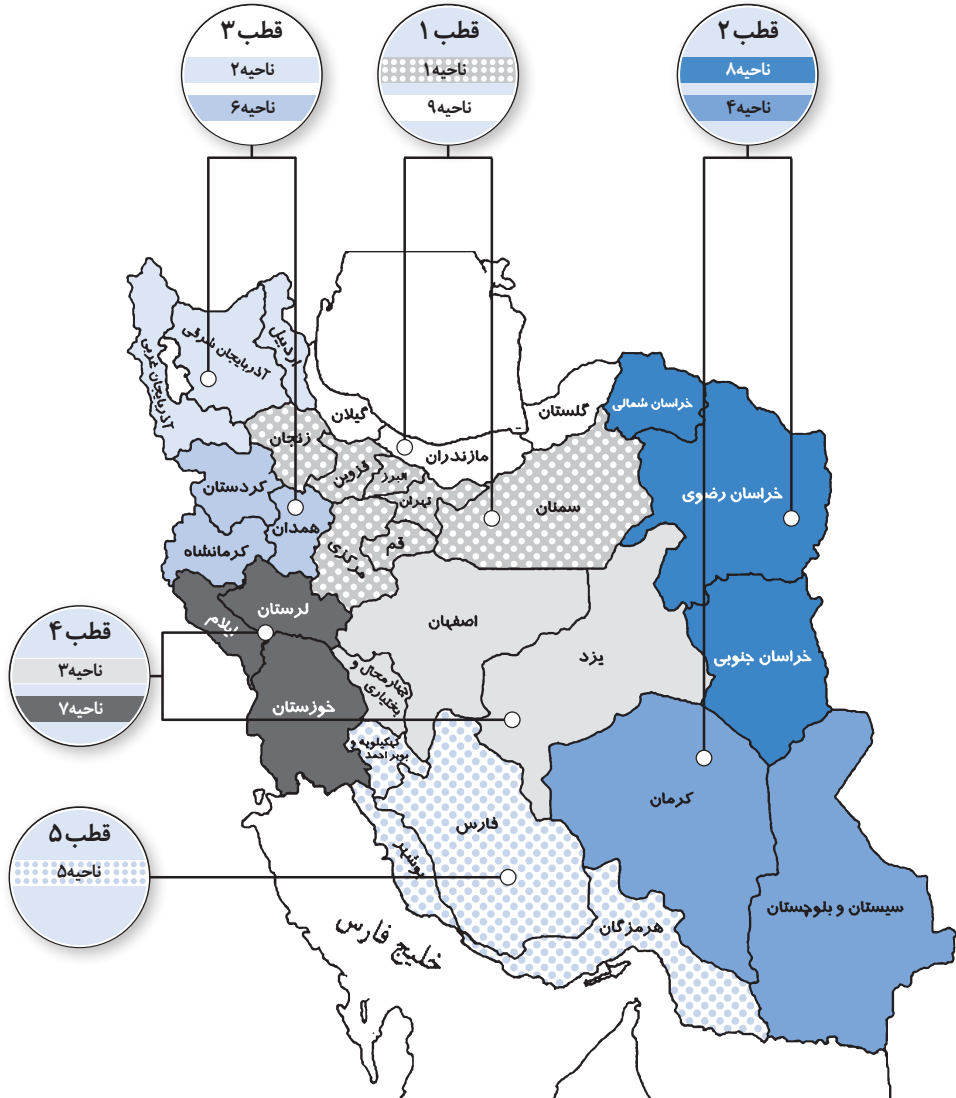 قطب ۲
ناحیه۸
ناحیه۴
قطب ۱
ناحیه۱
ناحیه۹
قطب ۳
ناحیه۲
ناحیه۶
اردبیل
آذربایجان شرقی
آذربایجان غربی
خراسان شمالی
گلستان
گیلان
مازندران
زنجان
قزوین
البرز
تهران
سمنان
خراسان رضوی
کردستان
همدان
قم
مرکزی
کرمانشاه
لرستان
ایلام
اصفهان
یزد
خراسان جنوبی
قطب ۴
ناحیه۳
ناحیه۷
چهارمحال و
بختیاری
خوزستان
کهکیلویه و
بویر احمد
کرمان
فارس
بوشهر
قطب ۵
ناحیه۵
سیستان و بلوچستان
هرمزگان
خلیج فارس